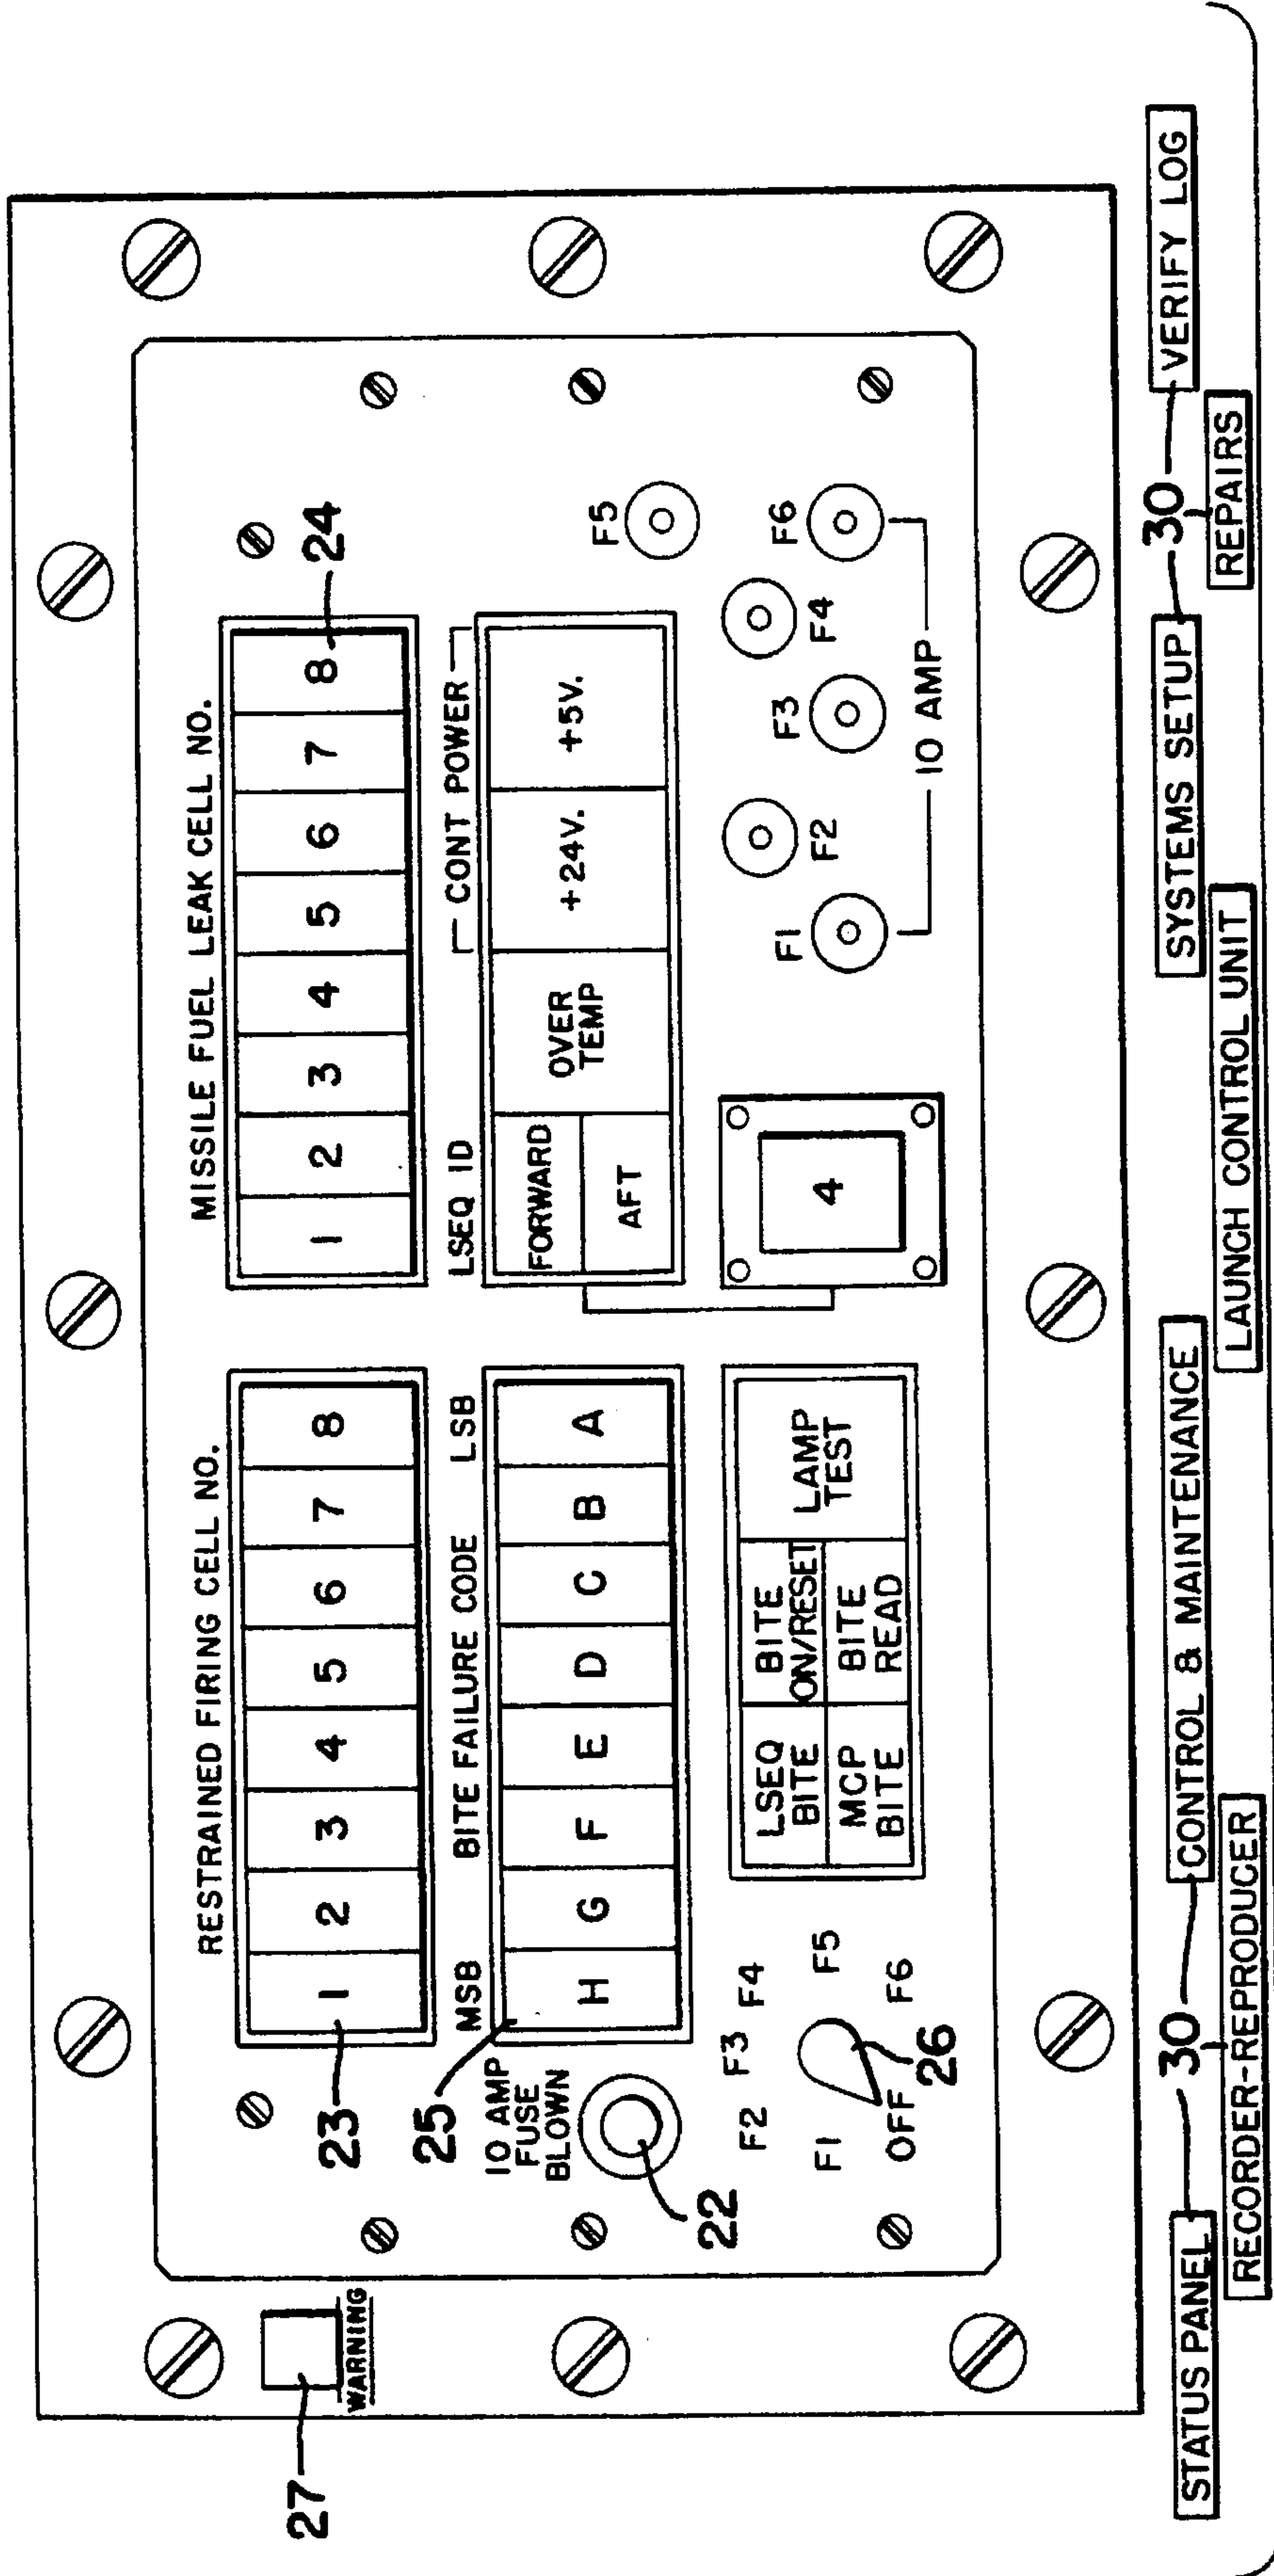 27
WARNING
RESTRAINED FIRING CELL NO.
1 2 3 4 5 6 7 8
23
MISSILE FUEL LEAK CELL NO.
1 2 3 4 5 6 7 8
24
25
10 AMP
FUSE
BLOWN
22
MSB BITE FAILURE CODE LSB
H G F E D C B A
LSEQ ID
CONT POWER
FORWARD
AFT
OVER
TEMP
+24V.
+5V.
F1
F2
F3
F4
F5
F6
OFF
26
LSEQ
BITE
BITE
ON/RESET
MCP
BITE
BITE
READ
LAMP
TEST
4
F1
F2
F3
F4
F5
F6
10 AMP
STATUS PANEL
30
CONTROL & MAINTENANCE
SYSTEMS SETUP
30
VERIFY LOG
RECORDER-REPRODUCER
LAUNCH CONTROL UNIT
REPAIRS